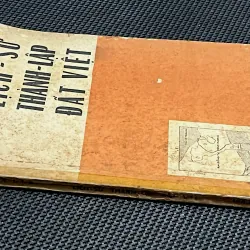 LỊCH-SỬ
THÀNH-LẬP
ĐẤT VIỆT